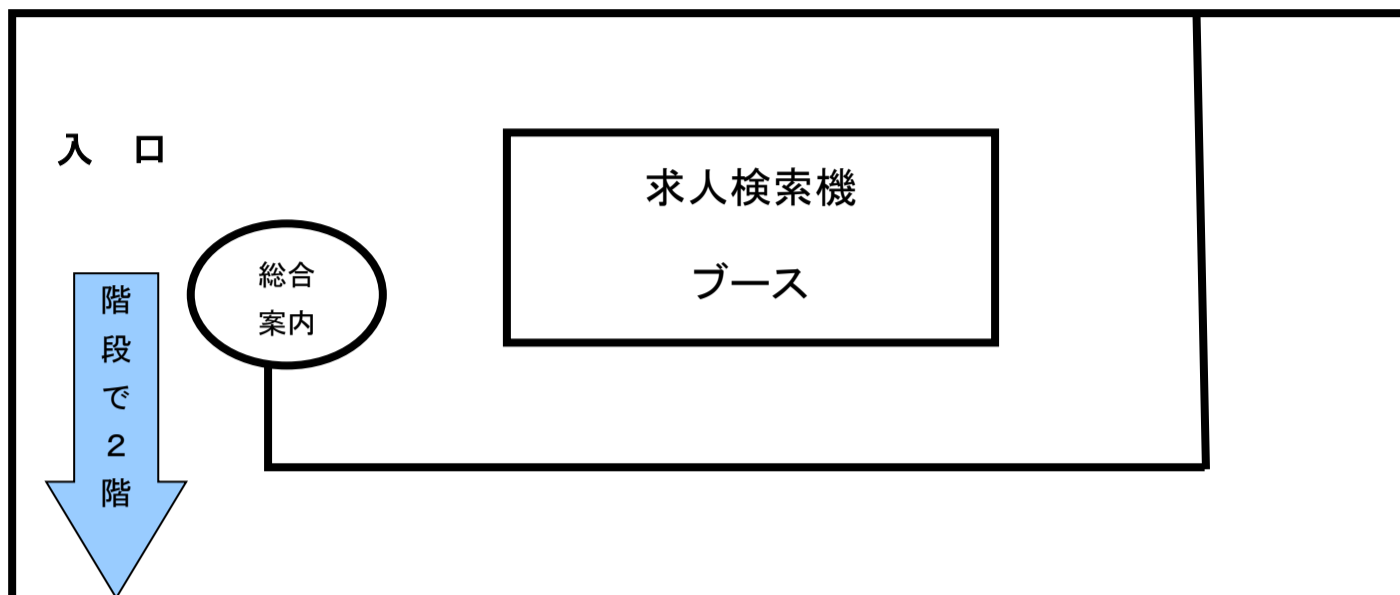 入　口
求人検索機
ブース
総合
案内
階段で２階